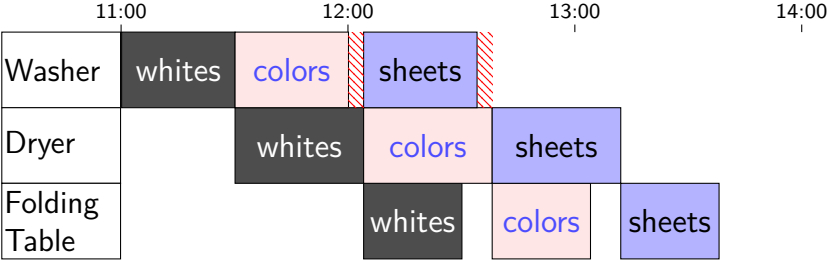 11:00 12:00 13:00 14:00
Washer whites colors sheets
Dryer whites colors sheets
Folding
Table whites colors sheets